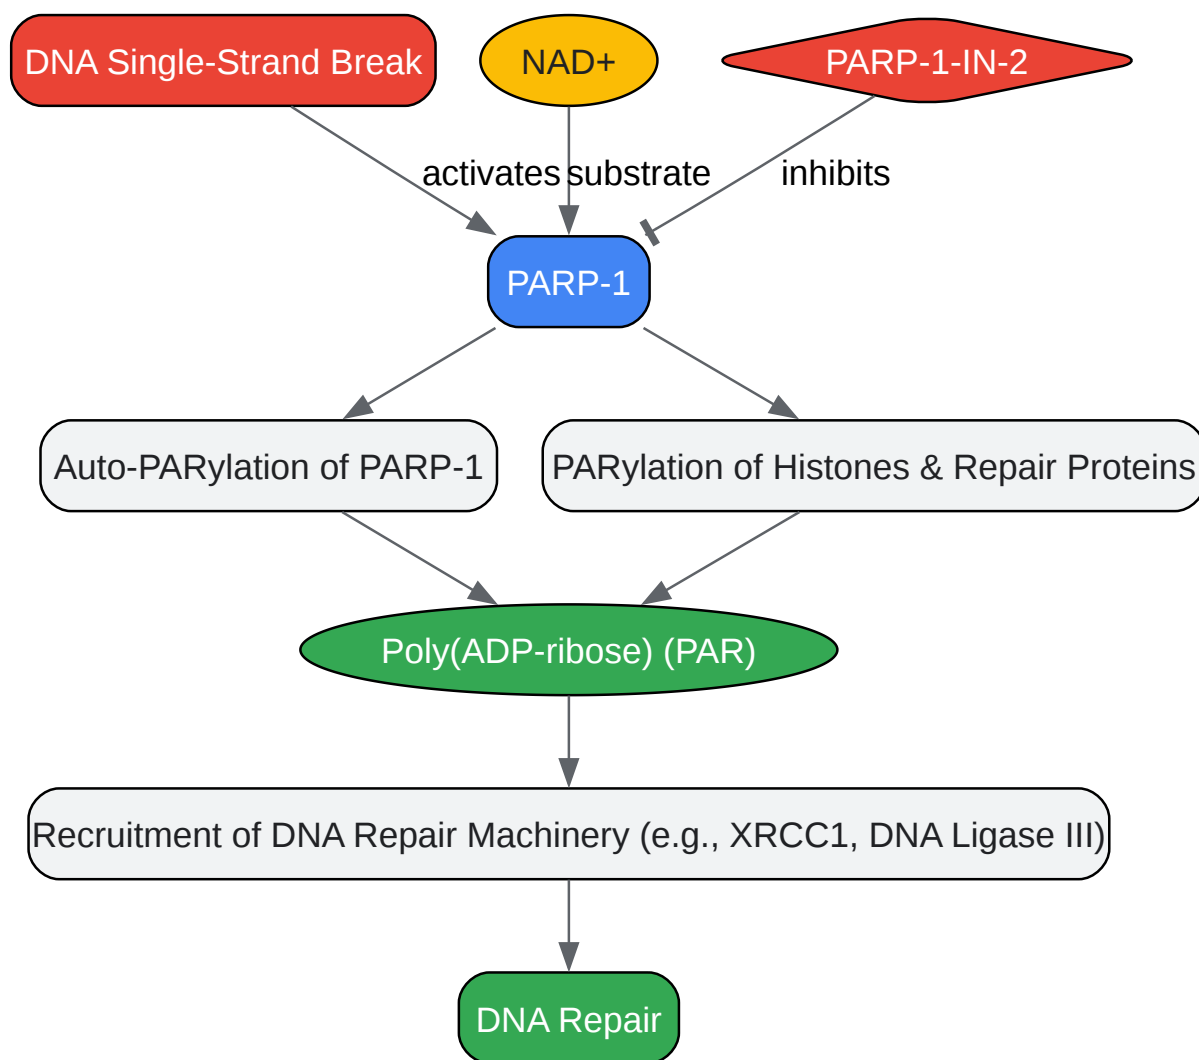 DNA Single-Strand Break
NAD+
PARP-1-IN-2
activates
substrate
inhibits
PARP-1
Auto-PARylation of PARP-1
PARylation of Histones & Repair Proteins
Poly(ADP-ribose) (PAR)
Recruitment of DNA Repair Machinery (e.g., XRCC1, DNA Ligase III)
DNA Repair